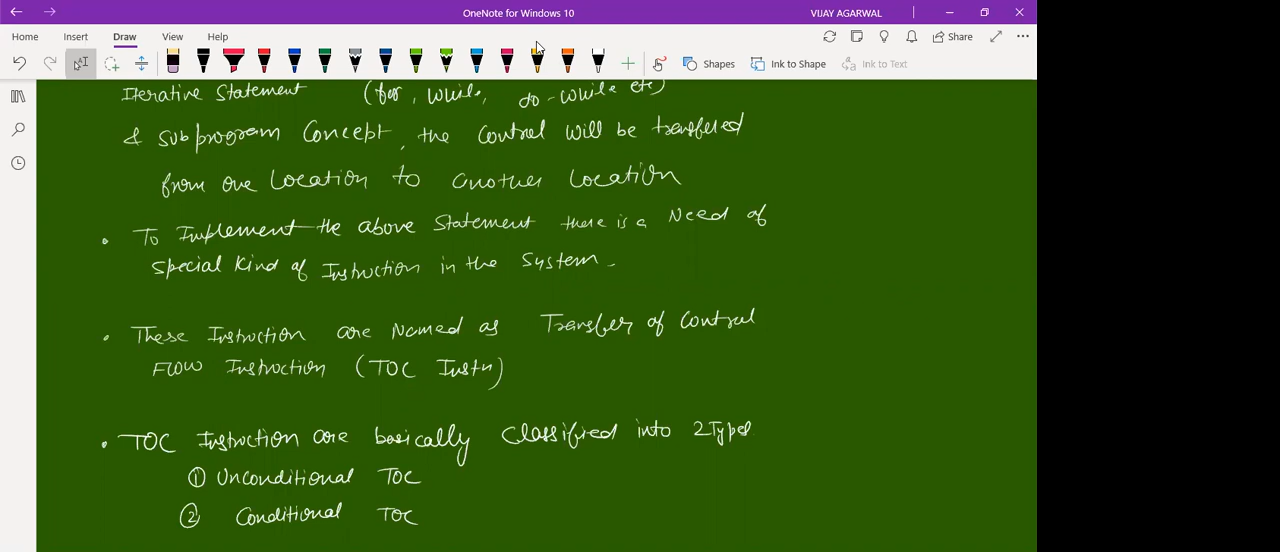 OneNote for Windows 10
VIJAY AGARWAL
Home Insert Draw View Help
Share
Shapes Ink to Shape Ink to Text
Iterative Statement (for, while, do-while etc)
& Subprogram Concept, the Control will be transferred
from one Location to another Location
• To Implement the above Statement there is a Need of
Special Kind of Instruction in the System.
• These Instruction are Named as Transfer of Control
FLOW Instruction (TOC Instn)
• TOC Instruction are basically Classified into 2 Types
① Unconditional TOC
② Conditional TOC